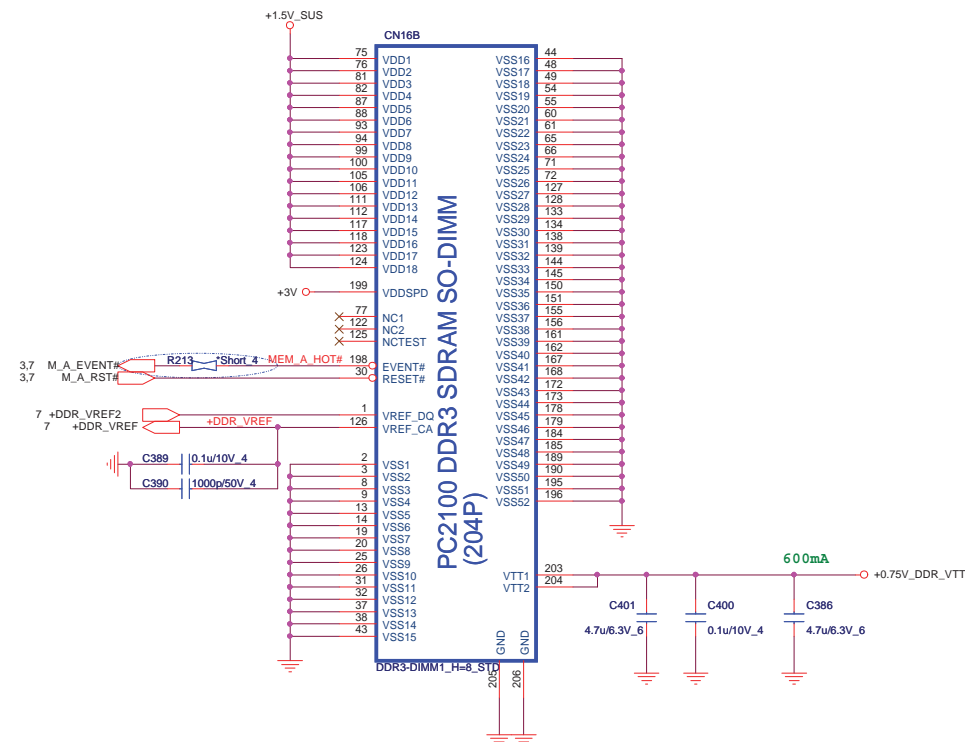 +1.5V_SUS
CN16B
75 VDD1
76 VDD2
81 VDD3
82 VDD4
87 VDD5
88 VDD6
93 VDD7
94 VDD8
99 VDD9
100 VDD10
105 VDD11
106 VDD12
111 VDD13
112 VDD14
117 VDD15
118 VDD16
123 VDD17
124 VDD18
+3V 199 VDDSPD
77 NC1
122 NC2
125 NCTEST
3,7 M_A_EVENT# R213 *Short_4 MEM_A_HOT# 198 EVENT#
3,7 M_A_RST# 30 RESET#
7 +DDR_VREF2 1 VREF_DQ
7 +DDR_VREF +DDR_VREF 126 VREF_CA
C389 0.1u/10V_4
C390 1000p/50V_4
2 VSS1
3 VSS2
8 VSS3
9 VSS4
13 VSS5
14 VSS6
19 VSS7
20 VSS8
25 VSS9
26 VSS10
31 VSS11
32 VSS12
37 VSS13
38 VSS14
43 VSS15
PC2100 DDR3 SDRAM SO-DIMM
(204P)
VSS16 44
VSS17 48
VSS18 49
VSS19 54
VSS20 55
VSS21 60
VSS22 61
VSS23 65
VSS24 66
VSS25 71
VSS26 72
VSS27 127
VSS28 128
VSS29 133
VSS30 134
VSS31 138
VSS32 139
VSS33 144
VSS34 145
VSS35 150
VSS36 151
VSS37 155
VSS38 156
VSS39 161
VSS40 162
VSS41 167
VSS42 168
VSS43 172
VSS44 173
VSS45 178
VSS46 179
VSS47 184
VSS48 185
VSS49 189
VSS50 190
VSS51 195
VSS52 196
VTT1 203
VTT2 204
600mA
+0.75V_DDR_VTT
C401
4.7u/6.3V_6
C400
0.1u/10V_4
C386
4.7u/6.3V_6
GND 205
GND 206
DDR3-DIMM1_H=8_STD